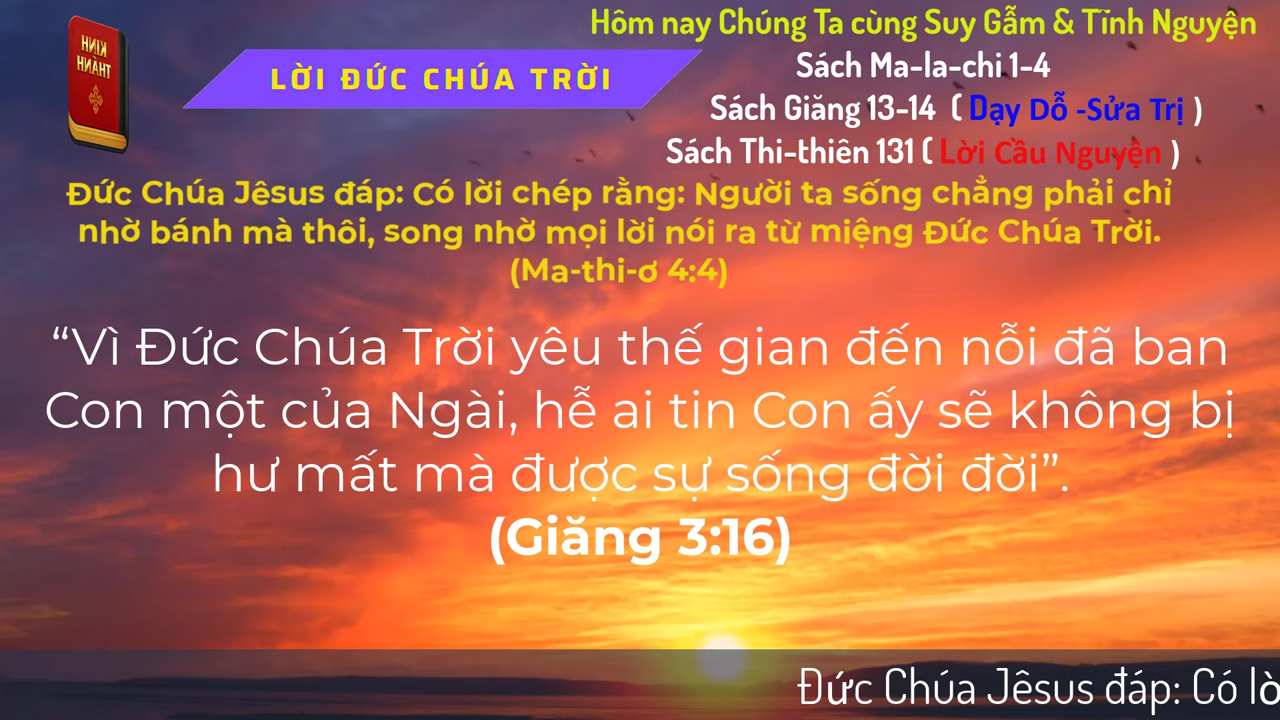 KINH
THÁNH
LỜI ĐỨC CHÚA TRỜI
Hôm nay Chúng Ta cùng Suy Gẫm & Tĩnh Nguyện
Sách Ma-la-chi 1-4
Sách Giăng 13-14 ( Dạy Dỗ -Sửa Trị )
Sách Thi-thiên 131 ( Lời Cầu Nguyện )
Đức Chúa Jêsus đáp: Có lời chép rằng: Người ta sống chẳng phải chỉ
nhờ bánh mà thôi, song nhờ mọi lời nói ra từ miệng Đức Chúa Trời.
(Ma-thi-ơ 4:4)
“Vì Đức Chúa Trời yêu thế gian đến nỗi đã ban
Con một của Ngài, hễ ai tin Con ấy sẽ không bị
hư mất mà được sự sống đời đời”.
(Giăng 3:16)
Đức Chúa Jêsus đáp: Có lờ